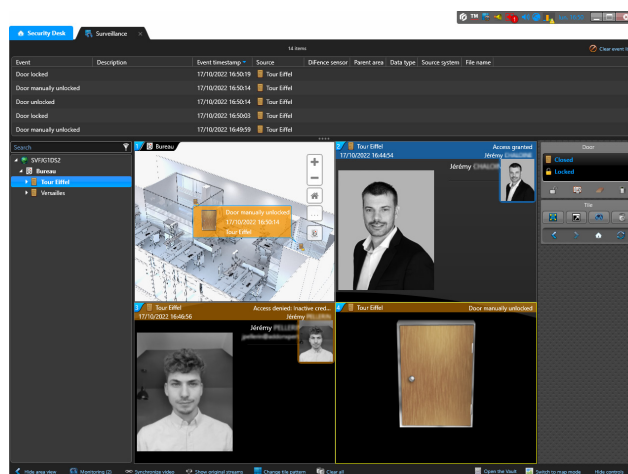 TM
Security Desk
Surveillance
14 items
Clear event l
Event Description Event timestamp Source DiFence sensor Parent area Data type Source system File name
Door locked 17/10/2022 16:50:19 Tour Eiffel
Door manually unlocked 17/10/2022 16:50:14 Tour Eiffel
Door unlocked 17/10/2022 16:50:14 Tour Eiffel
Door locked 17/10/2022 16:50:03 Tour Eiffel
Door manually unlocked 17/10/2022 16:49:59 Tour Eiffel
Search
SVFJG1DS2
Bureau
Tour Eiffel
Versailles
1 Bureau
Door manually unlocked
17/10/2022 16:50:14
Tour Eiffel
2 Tour Eiffel Access granted
17/10/2022 16:44:54 Jérémy
Jérémy
3 Tour Eiffel Access denied: Inactive cred...
17/10/2022 16:46:56 Jérémy
Jérémy
4 Tour Eiffel Door manually unlocked
Door
Closed
Locked
Tile
Hide area view Monitoring (2) Synchronize video Show original streams Change tile pattern Clear all Open the Vault Switch to map mode Hide controls